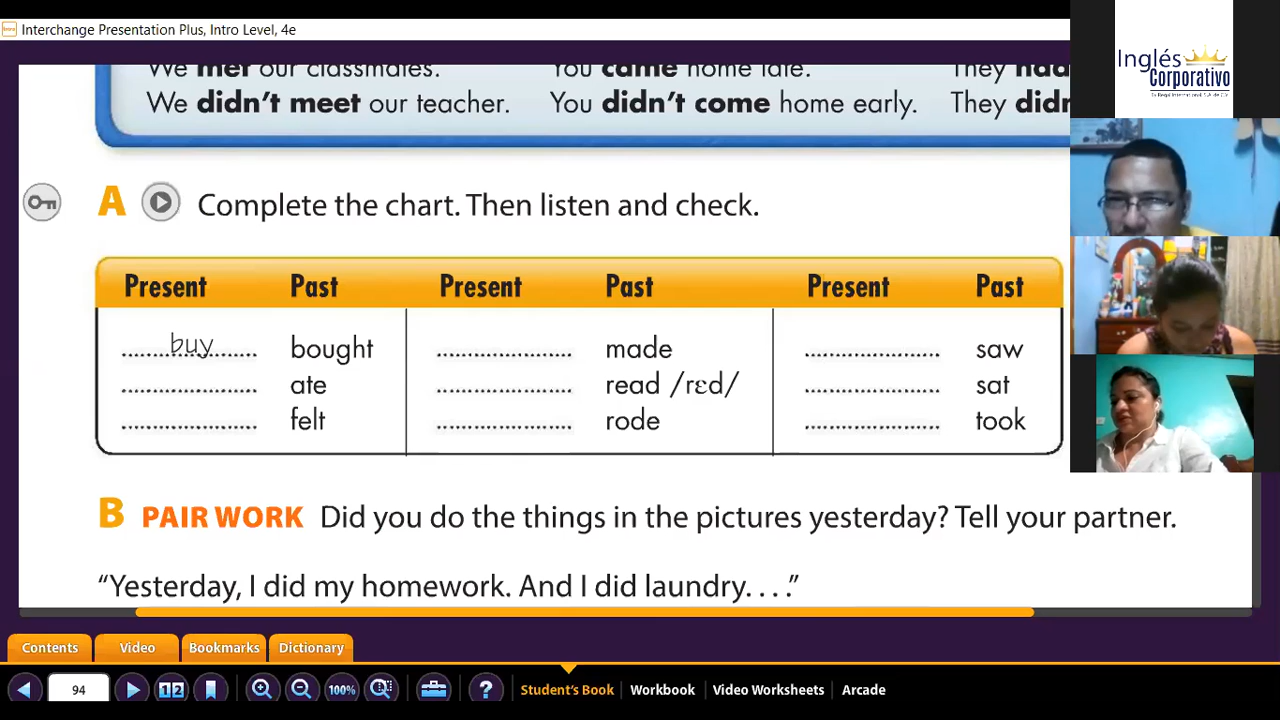 Interchange Presentation Plus, Intro Level, 4e
Inglés
Corporativo
We met our classmates. You came home late. They had
We didn't meet our teacher. You didn't come home early. They didn
A Complete the chart. Then listen and check.
Present Past Present Past Present Past
buy bought made saw
ate read /rɛd/ sat
felt rode took
B PAIR WORK Did you do the things in the pictures yesterday? Tell your partner.
“Yesterday, I did my homework. And I did laundry. . . .”
Contents Video Bookmarks Dictionary
94 12 100% ? Student's Book Workbook Video Worksheets Arcade